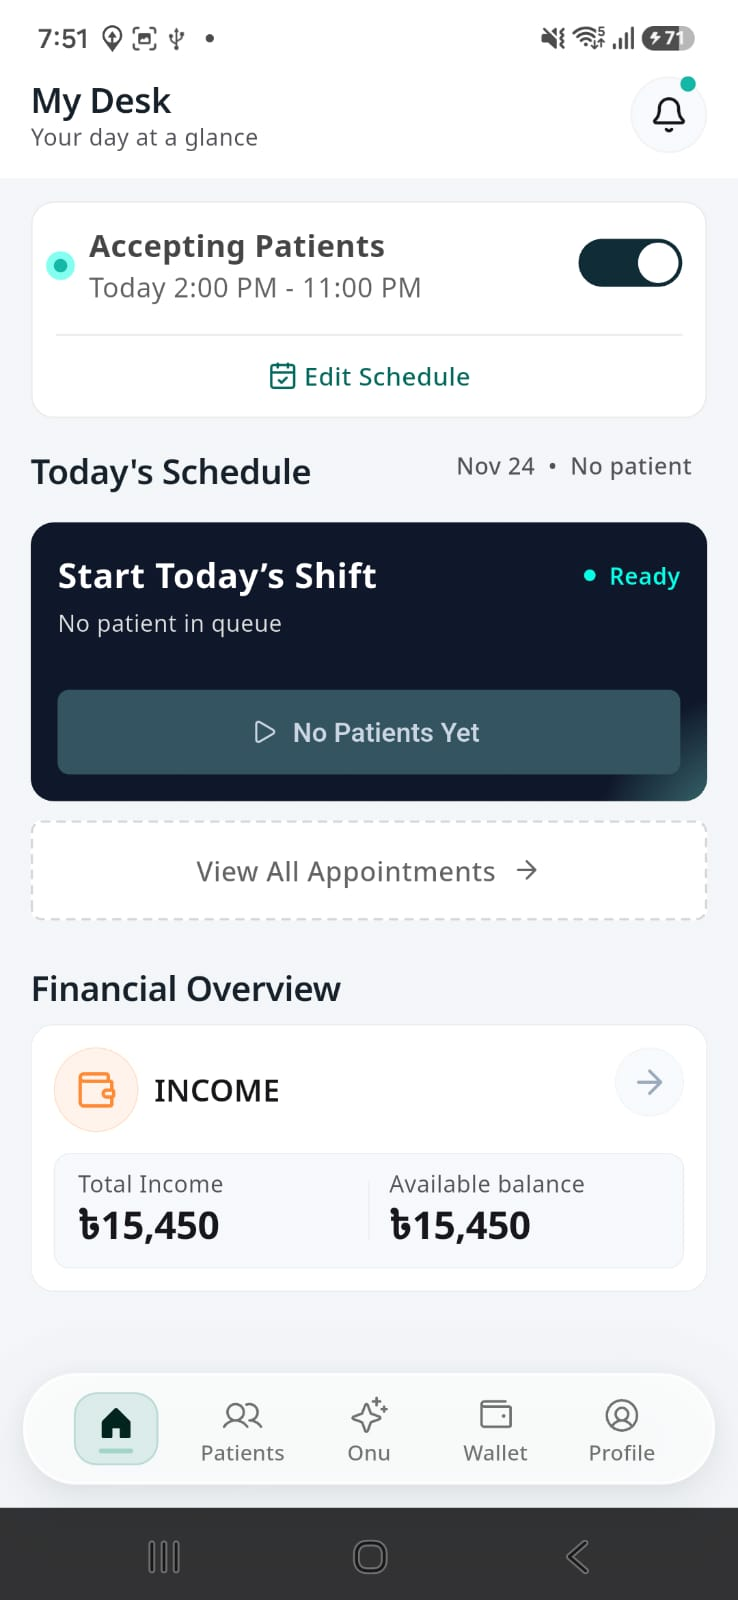 7:51
71
My Desk
Your day at a glance
Accepting Patients
Today 2:00 PM - 11:00 PM
Edit Schedule
Today's Schedule
Nov 24 • No patient
Start Today’s Shift
Ready
No patient in queue
No Patients Yet
View All Appointments
Financial Overview
INCOME
Total Income
Available balance
৳15,450
৳15,450
Patients
Onu
Wallet
Profile